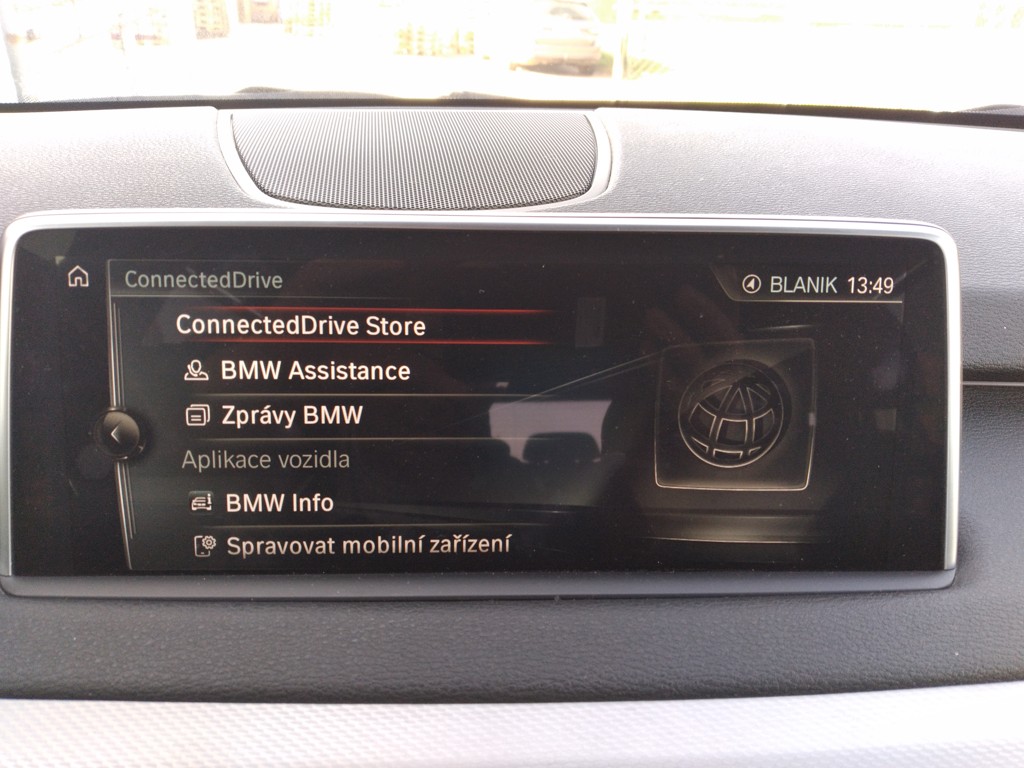 ConnectedDrive
BLANIK 13:49
ConnectedDrive Store
BMW Assistance
Zprávy BMW
Aplikace vozidla
BMW Info
Spravovat mobilní zařízení